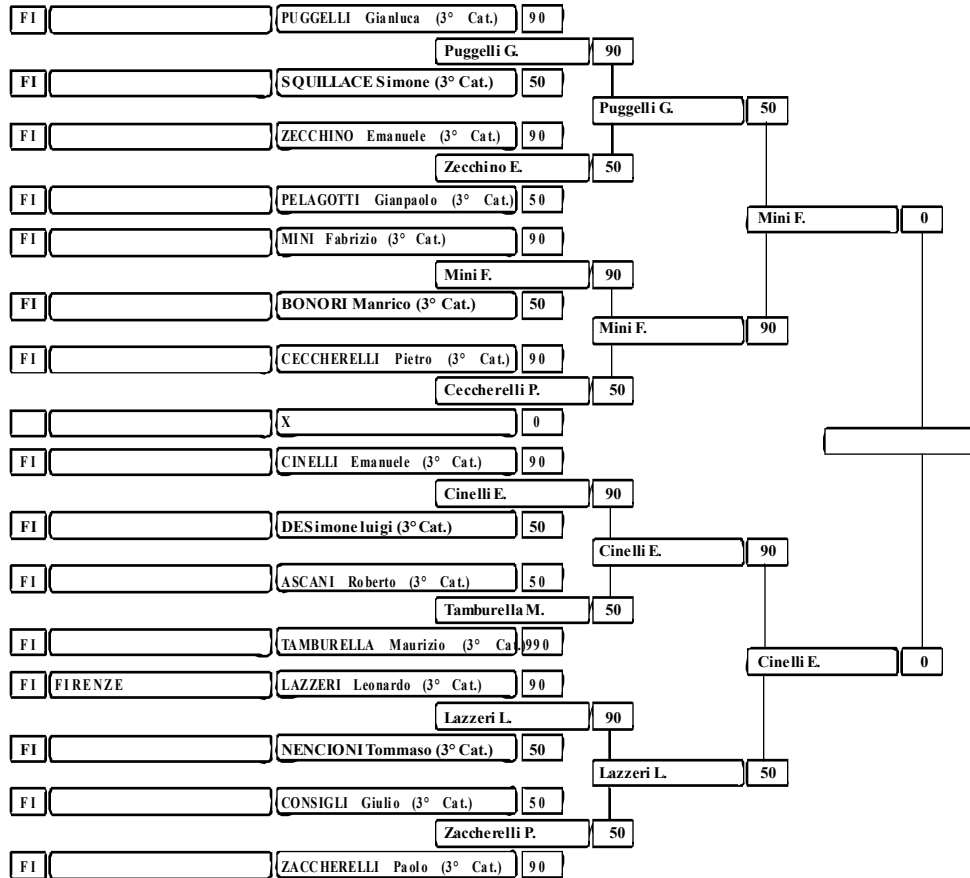 FI PUGGELLI Gianluca (3° Cat.) 90
Puggelli G. 90
FI SQUILLACE Simone (3° Cat.) 50
Puggelli G. 50
FI ZECCHINO Emanuele (3° Cat.) 90
Zecchino E. 50
FI PELAGOTTI Gianpaolo (3° Cat.) 50
Mini F. 0
FI MINI Fabrizio (3° Cat.) 90
Mini F. 90
FI BONORI Manrico (3° Cat.) 50
Mini F. 90
FI CECCHERELLI Pietro (3° Cat.) 90
Ceccherelli P. 50
X 0
FI CINELLI Emanuele (3° Cat.) 90
Cinelli E. 90
FI DESimone luigi (3° Cat.) 50
Cinelli E. 90
FI ASCANI Roberto (3° Cat.) 50
Tamburella M. 50
FI TAMBURELLA Maurizio (3° Cat.) 990
Cinelli E. 0
FI FIRENZE LAZZERI Leonardo (3° Cat.) 90
Lazzeri L. 90
FI NENCIONI Tommaso (3° Cat.) 50
Lazzeri L. 50
FI CONSIGLI Giulio (3° Cat.) 50
Zaccherelli P. 50
FI ZACCHERELLI Paolo (3° Cat.) 90